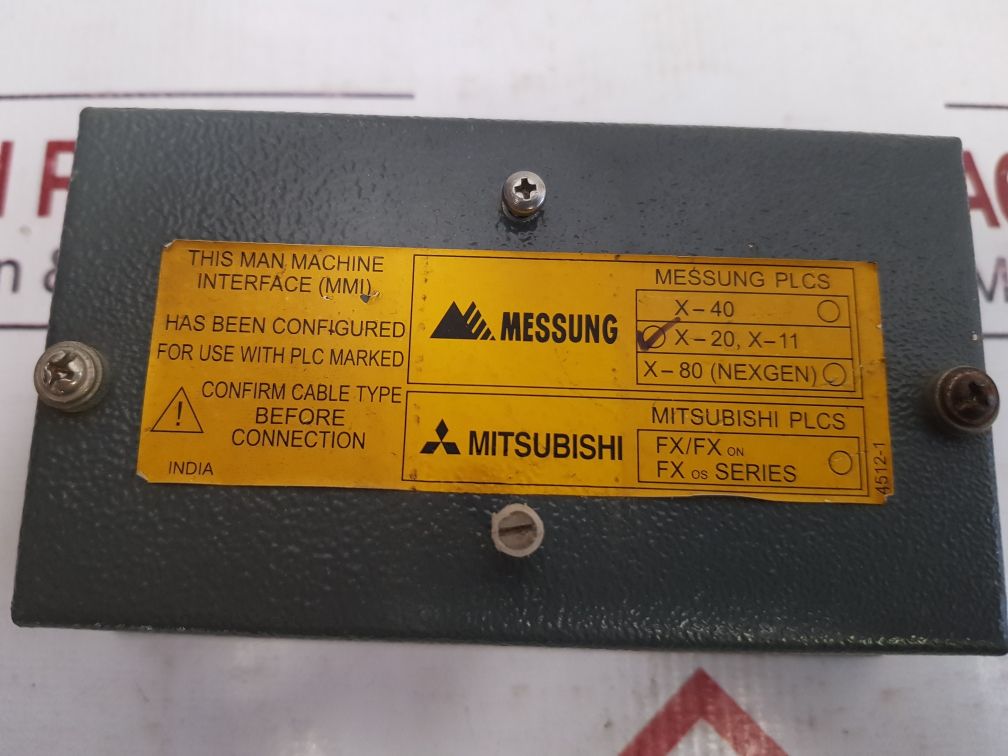 THIS MAN MACHINE
INTERFACE (MMI)
HAS BEEN CONFIGURED
FOR USE WITH PLC MARKED
CONFIRM CABLE TYPE
BEFORE
CONNECTION
INDIA
MESSUNG
MESSUNG PLCS
X-40
X-20, X-11
X-80 (NEXGEN)
MITSUBISHI
MITSUBISHI PLCS
FX/FX ON
FX OS SERIES
4512-1